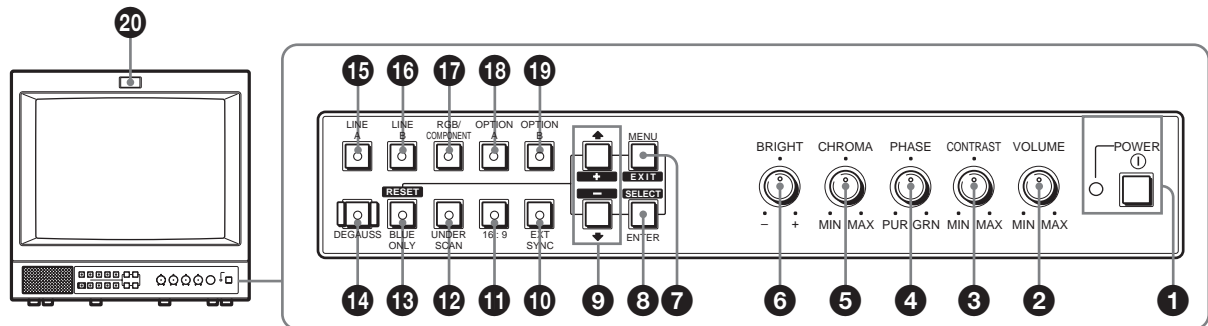 20
15 16 17 18 19
LINE A
LINE B
RGB/ COMPONENT
OPTION A
OPTION B
MENU
+
EXIT
RESET
−
SELECT
DEGAUSS
BLUE ONLY
UNDER SCAN
16 : 9
EXT SYNC
ENTER
BRIGHT CHROMA PHASE CONTRAST VOLUME POWER
− + MIN MAX PUR GRN MIN MAX MIN MAX
14 13 12 11 10 9 8 7 6 5 4 3 2 1